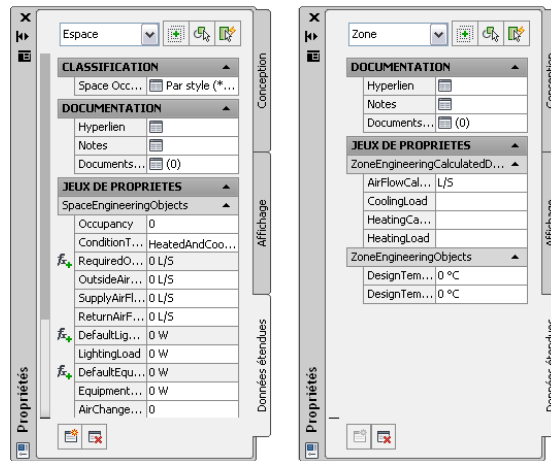 Espace
CLASSIFICATION
Space Occ... Par style (*...
DOCUMENTATION
Hyperlien
Notes
Documents... (0)
JEUX DE PROPRIETES
SpaceEngineeringObjects
Occupancy 0
ConditionT... HeatedAndCoo...
RequiredO... 0 L/S
OutsideAir... 0 L/S
SupplyAirFl... 0 L/S
ReturnAirF... 0 L/S
DefaultLig... 0 W
LightingLoad 0 W
DefaultEqu... 0 W
Equipment... 0 W
AirChange... 0
Conception
Affichage
Données étendues
Propriétés
Zone
DOCUMENTATION
Hyperlien
Notes
Documents... (0)
JEUX DE PROPRIETES
ZoneEngineeringCalculatedD...
AirFlowCal... L/S
CoolingLoad
HeatingCa...
HeatingLoad
ZoneEngineeringObjects
DesignTem... 0 °C
DesignTem... 0 °C
Conception
Affichage
Données étendues
Propriétés